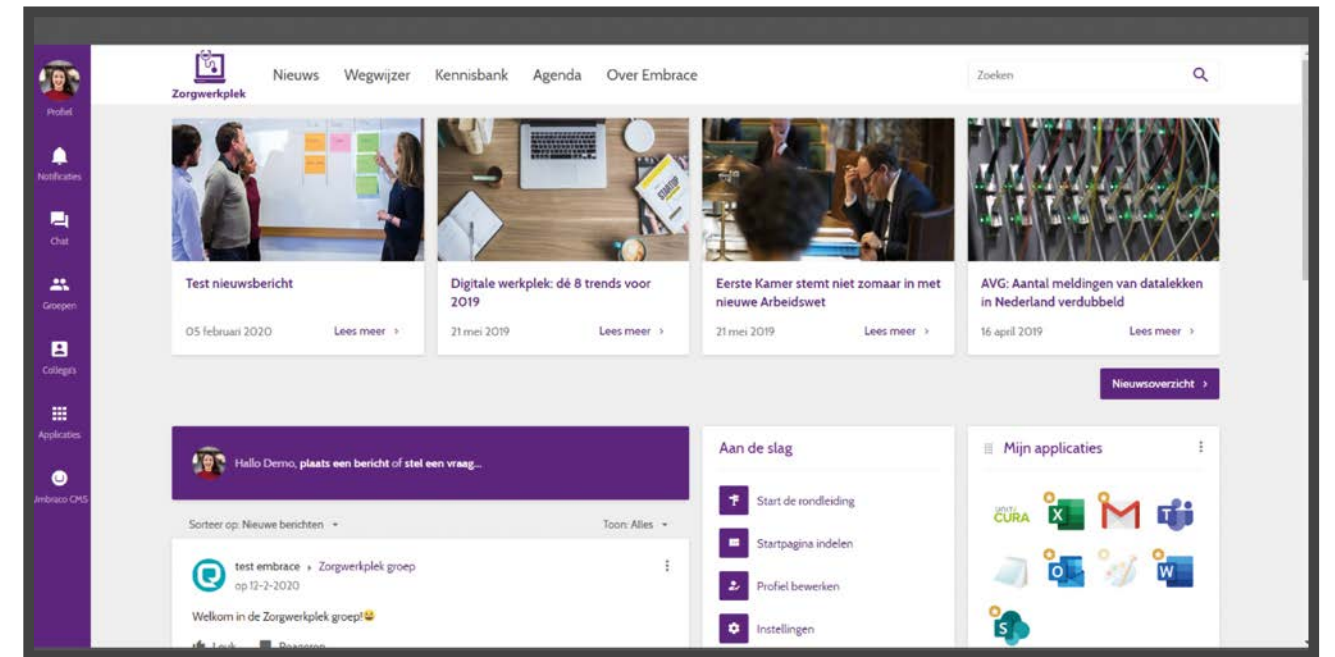 Profiel
Notificaties
Chat
Groepen
Collega's
Applicaties
Umbraco CMS
Zorgwerkplek
Nieuws
Wegwijzer
Kennisbank
Agenda
Over Embrace
Zoeken
STARTUP
Test nieuwsbericht
05 februari 2020
Lees meer
Digitale werkplek: dé 8 trends voor
2019
21 mei 2019
Lees meer
Eerste Kamer stemt niet zomaar in met
nieuwe Arbeidswet
21 mei 2019
Lees meer
AVG: Aantal meldingen van datalekken
in Nederland verdubbeld
16 april 2019
Lees meer
Nieuwsoverzicht
Hallo Demo, plaats een bericht of stel een vraag...
Sorteer op: Nieuwe berichten
Toon: Alles
test embrace › Zorgwerkplek groep
op 12-2-2020
Welkom in de Zorgwerkplek groep!😄
Leuk
Reageren
Aan de slag
Start de rondleiding
Startpagina indelen
Profiel bewerken
Instellingen
Mijn applicaties
CURA